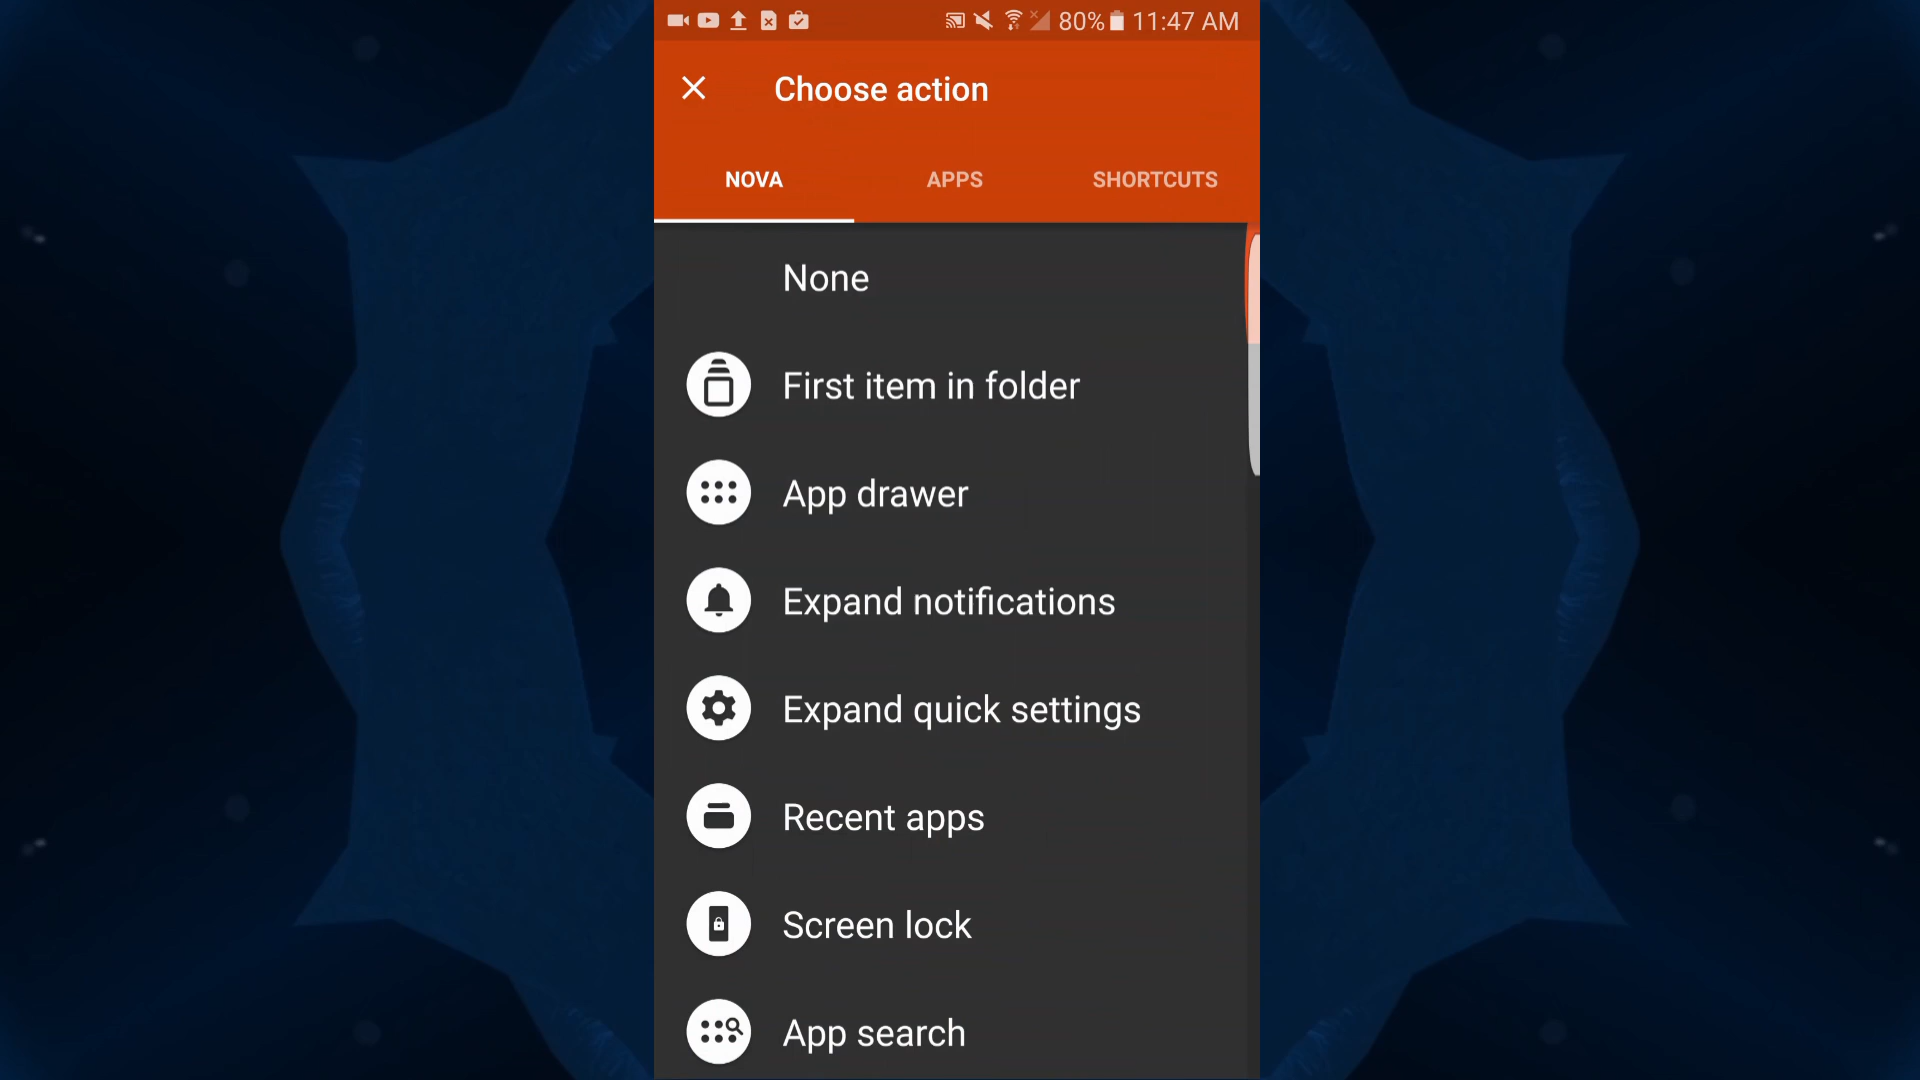 80% 11:47 AM
Choose action
NOVA APPS SHORTCUTS
None
First item in folder
App drawer
Expand notifications
Expand quick settings
Recent apps
Screen lock
App search